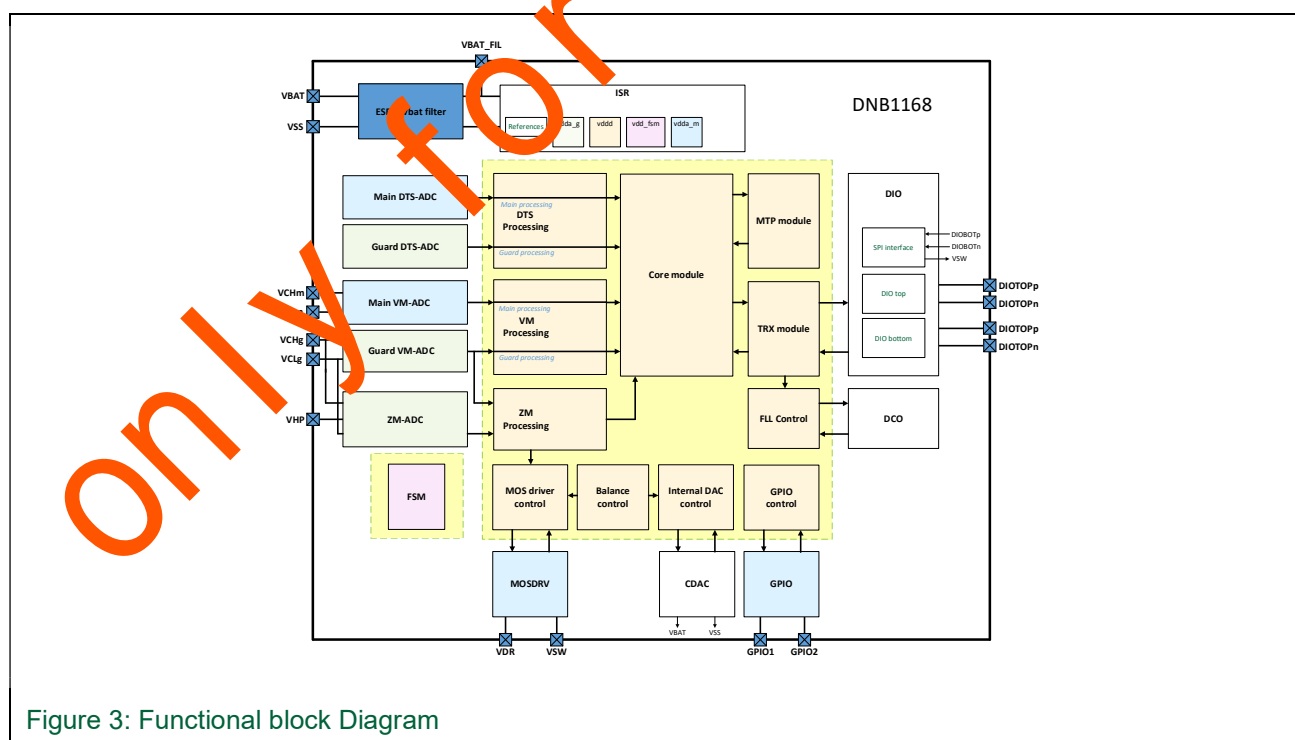 VBAT_FIL
VBAT
VSS
filter
ISR
References
vddd
vdd_fsm
vdda_m
DNB1168
Main DTS-ADC
Guard DTS-ADC
Main processing
DTS
Processing
Guard processing
Core module
MTP module
DIO
SPI interface
DIOBOTp
DIOBOTn
VSW
DIO top
DIO bottom
DIOTOPp
DIOTOPn
DIOTOPp
DIOTOPn
VCHm
Main VM-ADC
Main processing
VM
Processing
Guard processing
TRX module
VCHg
VCLg
Guard VM-ADC
VHP
ZM-ADC
ZM
Processing
FLL Control
DCO
FSM
MOS driver
control
Balance
control
Internal DAC
control
GPIO
control
MOSDRV
CDAC
GPIO
VBAT
VSS
VDR
VSW
GPIO1
GPIO2
only for
Figure 3: Functional block Diagram